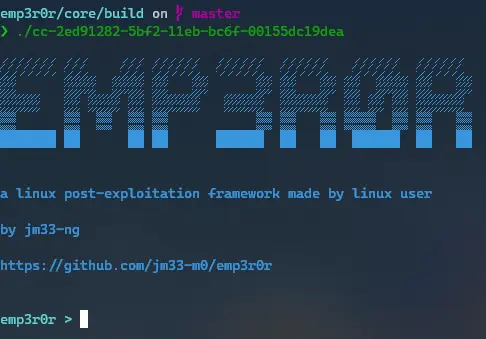 emp3r0r/core/build on master
❯ ./cc-2ed91282-5bf2-11eb-bc6f-00155dc19dea
EMP3R0R
a linux post-exploitation framework made by linux user
by jm33-ng
https://github.com/jm33-m0/emp3r0r
emp3r0r >